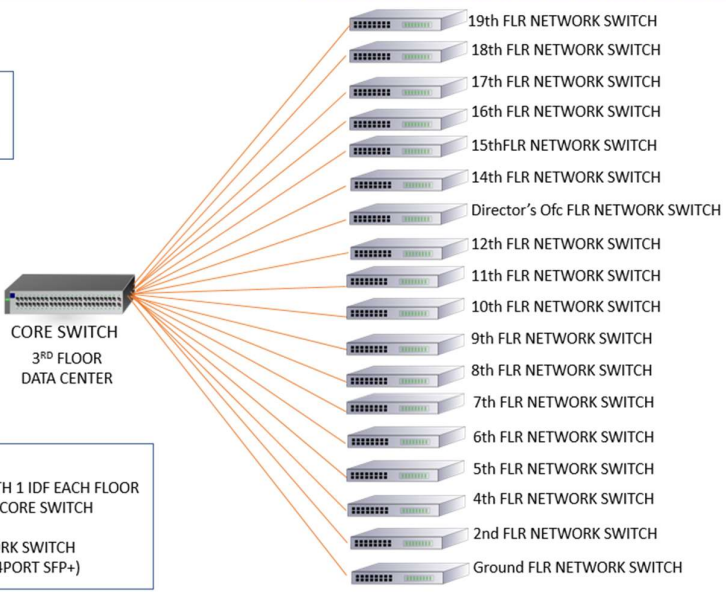 19th FLR NETWORK SWITCH
18th FLR NETWORK SWITCH
17th FLR NETWORK SWITCH
16th FLR NETWORK SWITCH
15thFLR NETWORK SWITCH
14th FLR NETWORK SWITCH
Director's Ofc FLR NETWORK SWITCH
12th FLR NETWORK SWITCH
11th FLR NETWORK SWITCH
10th FLR NETWORK SWITCH
9th FLR NETWORK SWITCH
8th FLR NETWORK SWITCH
7th FLR NETWORK SWITCH
6th FLR NETWORK SWITCH
5th FLR NETWORK SWITCH
4th FLR NETWORK SWITCH
2nd FLR NETWORK SWITCH
Ground FLR NETWORK SWITCH
CORE SWITCH
3RD FLOOR
DATA CENTER
1 IDF EACH FLOOR
CORE SWITCH
SWITCH
SFP+)